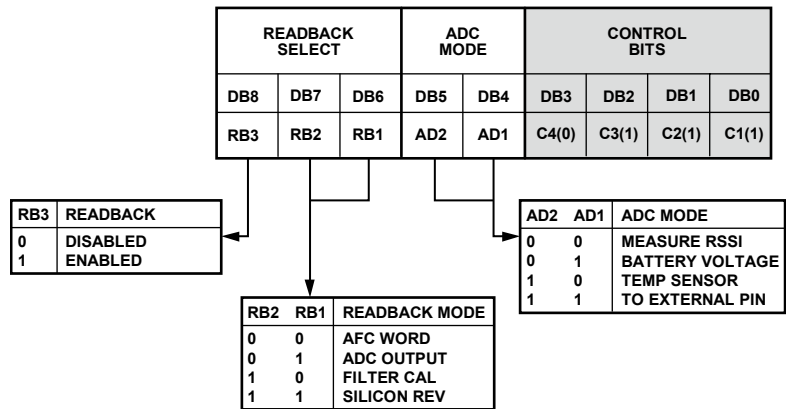 READBACK SELECT ADC MODE CONTROL BITS
DB8 DB7 DB6 DB5 DB4 DB3 DB2 DB1 DB0
RB3 RB2 RB1 AD2 AD1 C4(0) C3(1) C2(1) C1(1)
RB3 READBACK
0 DISABLED
1 ENABLED
RB2 RB1 READBACK MODE
0 0 AFC WORD
0 1 ADC OUTPUT
1 0 FILTER CAL
1 1 SILICON REV
AD2 AD1 ADC MODE
0 0 MEASURE RSSI
0 1 BATTERY VOLTAGE
1 0 TEMP SENSOR
1 1 TO EXTERNAL PIN